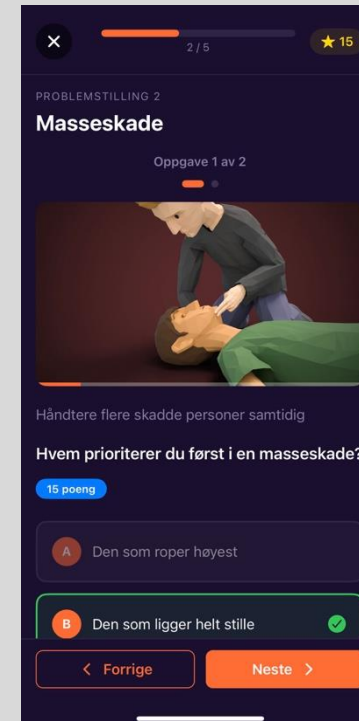 2 / 5
15
PROBLEMSTILLING 2
Masseskade
Oppgave 1 av 2
Håndtere flere skadde personer samtidig
Hvem prioriterer du først i en masseskade?
15 poeng
A Den som roper høyest
B Den som ligger helt stille
Forrige
Neste